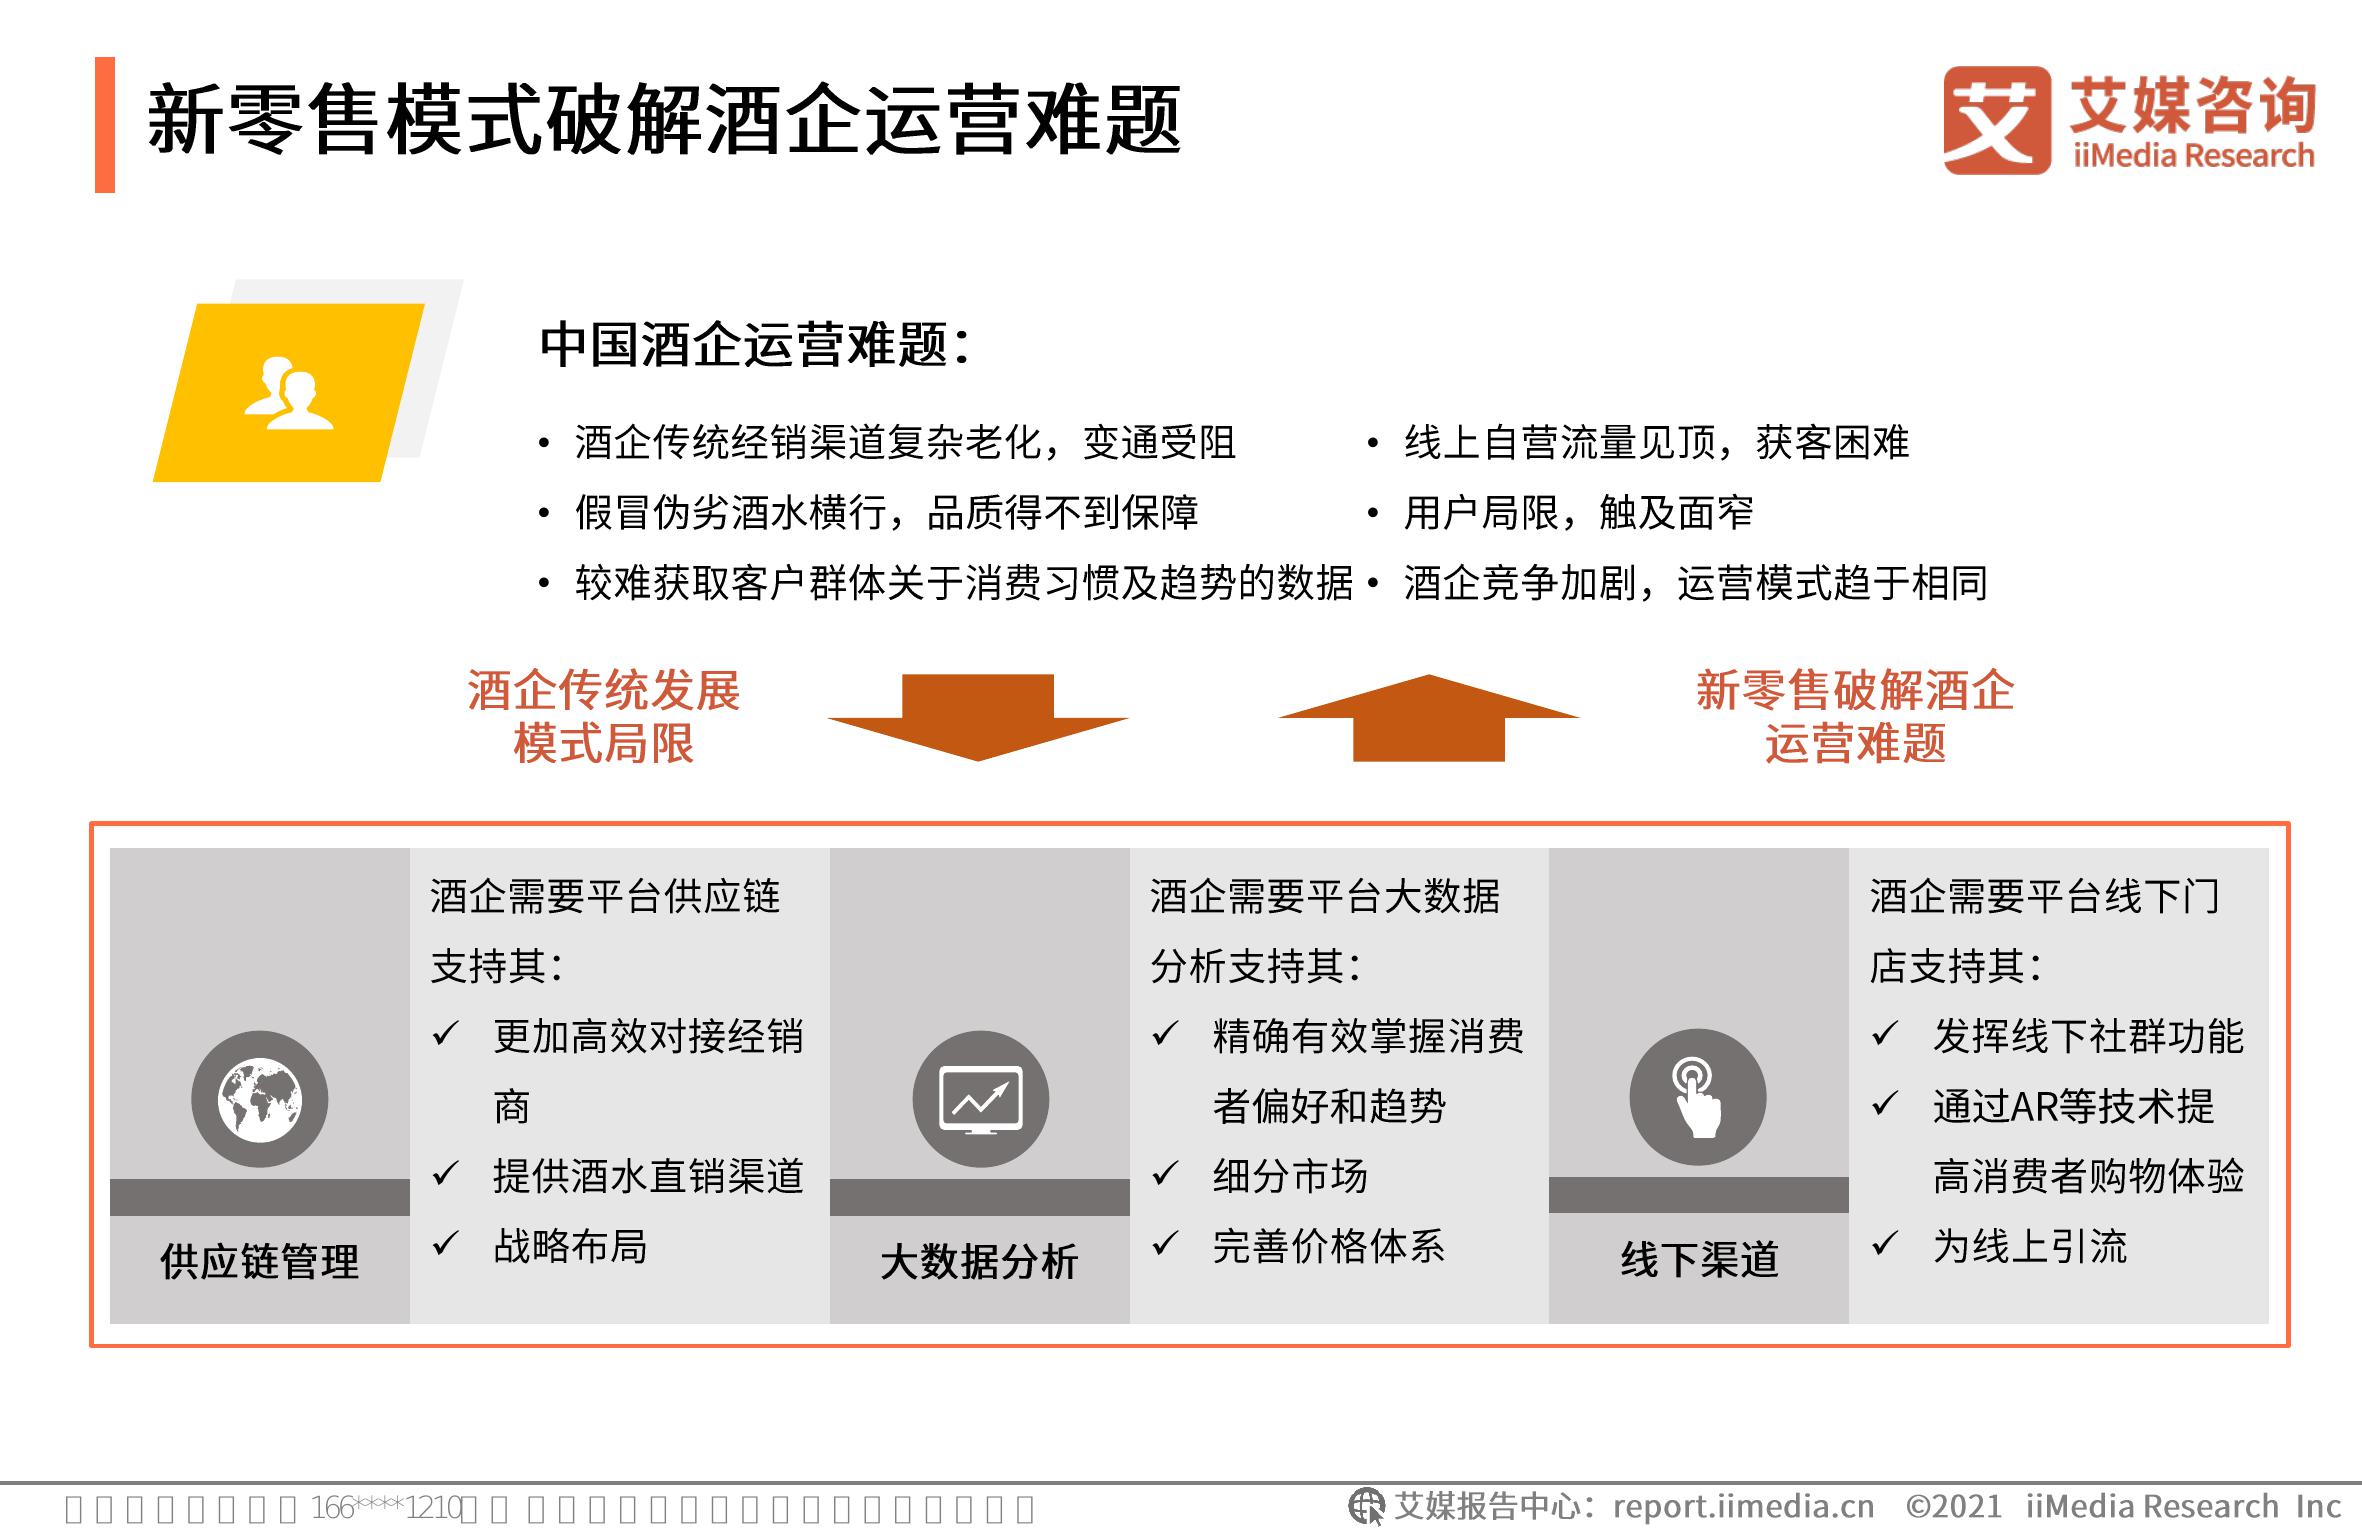 新零售模式破解酒企运营难题
艾 艾媒咨询
iiMedia Research
中国酒企运营难题：
• 酒企传统经销渠道复杂老化，变通受阻
• 假冒伪劣酒水横行，品质得不到保障
• 较难获取客户群体关于消费习惯及趋势的数据
• 线上自营流量见顶，获客困难
• 用户局限，触及面窄
• 酒企竞争加剧，运营模式趋于相同
酒企传统发展
模式局限
新零售破解酒企
运营难题
供应链管理
酒企需要平台供应链
支持其：
✓ 更加高效对接经销
商
✓ 提供酒水直销渠道
✓ 战略布局
大数据分析
酒企需要平台大数据
分析支持其：
✓ 精确有效掌握消费
者偏好和趋势
✓ 细分市场
✓ 完善价格体系
线下渠道
酒企需要平台线下门
店支持其：
✓ 发挥线下社群功能
✓ 通过AR等技术提
高消费者购物体验
✓ 为线上引流
166****1210
艾媒报告中心：report.iimedia.cn ©2021 iiMedia Research Inc